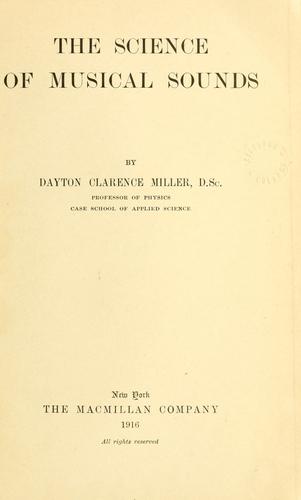 THE SCIENCE
OF MUSICAL SOUNDS
BY
DAYTON CLARENCE MILLER, D.Sc.
PROFESSOR OF PHYSICS
CASE SCHOOL OF APPLIED SCIENCE
New York
THE MACMILLAN COMPANY
1916
All rights reserved